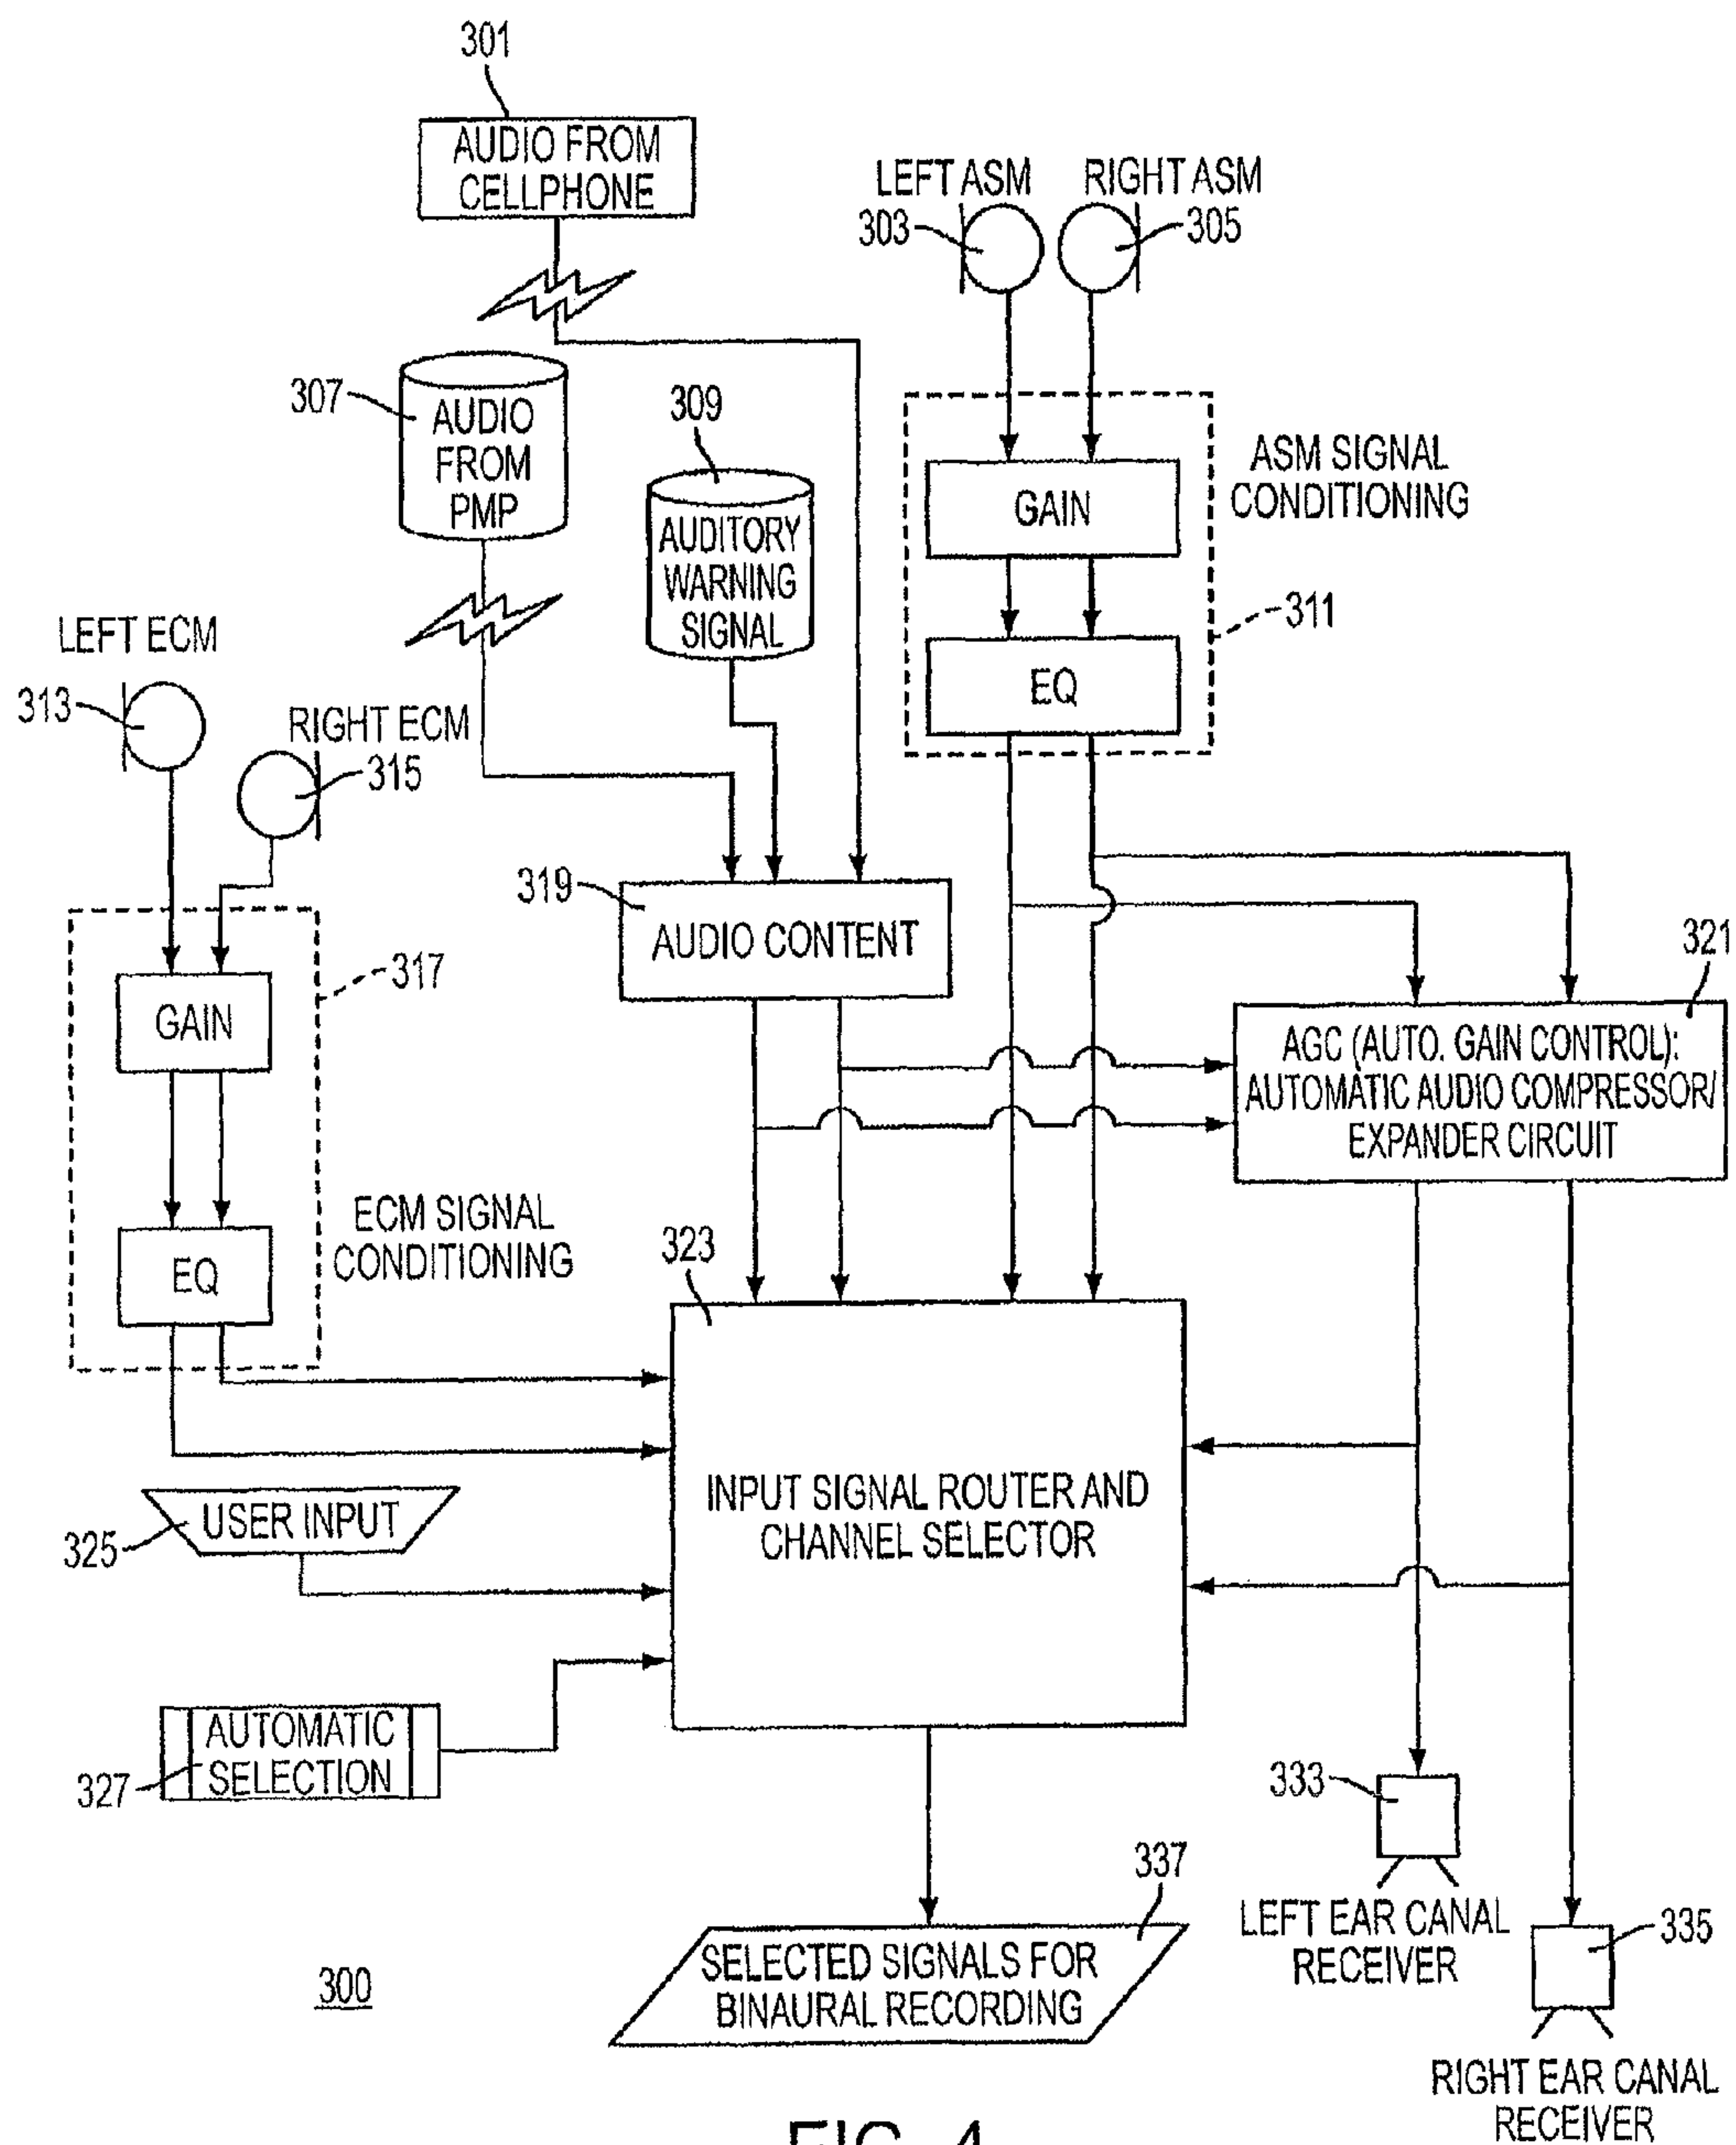 301
AUDIO FROM
CELLPHONE
LEFT ASM
303
RIGHT ASM
305
307
AUDIO
FROM
PMP
309
AUDITORY
WARNING
SIGNAL
GAIN
EQ
ASM SIGNAL
CONDITIONING
311
LEFT ECM
313
RIGHT ECM
315
317
GAIN
EQ
ECM SIGNAL
CONDITIONING
319
AUDIO CONTENT
321
AGC (AUTO. GAIN CONTROL):
AUTOMATIC AUDIO COMPRESSOR/
EXPANDER CIRCUIT
323
INPUT SIGNAL ROUTER AND
CHANNEL SELECTOR
USER INPUT
325
AUTOMATIC
SELECTION
327
333
LEFT EAR CANAL
RECEIVER
335
RIGHT EAR CANAL
RECEIVER
337
SELECTED SIGNALS FOR
BINAURAL RECORDING
300
FIG. 4